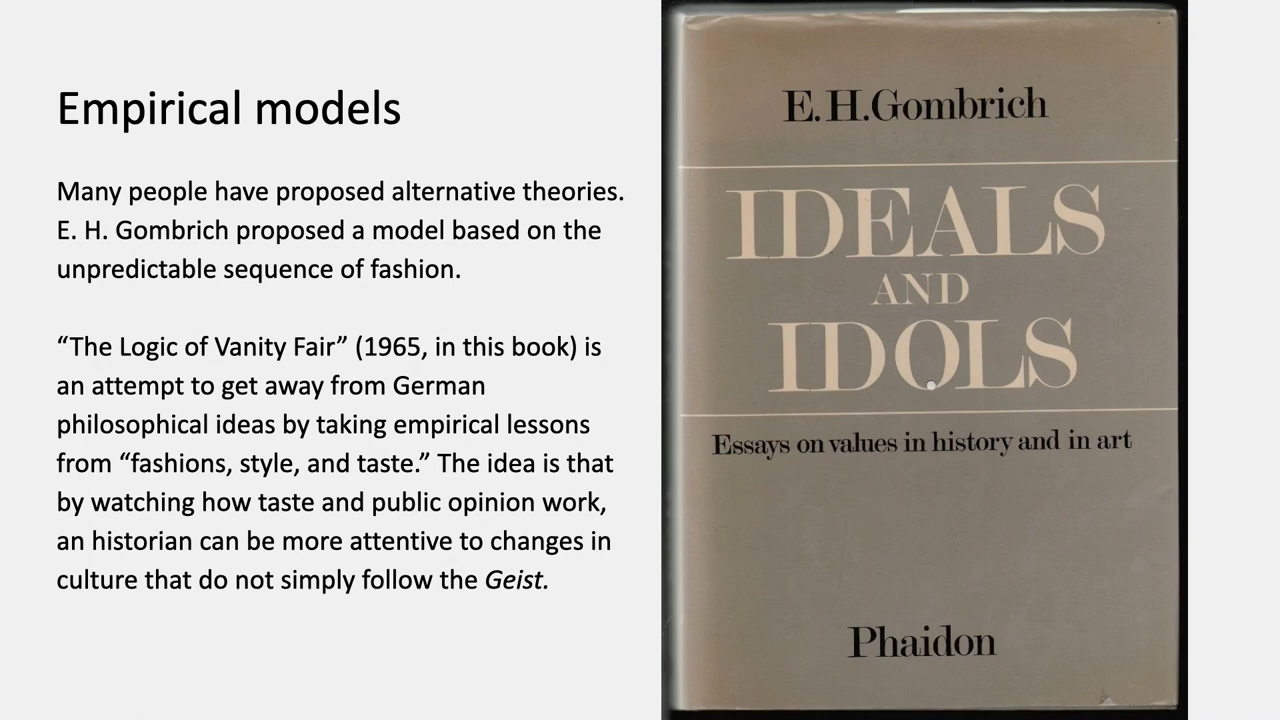 Empirical models
Many people have proposed alternative theories.
E. H. Gombrich proposed a model based on the
unpredictable sequence of fashion.
“The Logic of Vanity Fair” (1965, in this book) is
an attempt to get away from German
philosophical ideas by taking empirical lessons
from “fashions, style, and taste.” The idea is that
by watching how taste and public opinion work,
an historian can be more attentive to changes in
culture that do not simply follow the Geist.
E.H.Gombrich
IDEALS
AND
IDOLS
Essays on values in history and in art
Phaidon